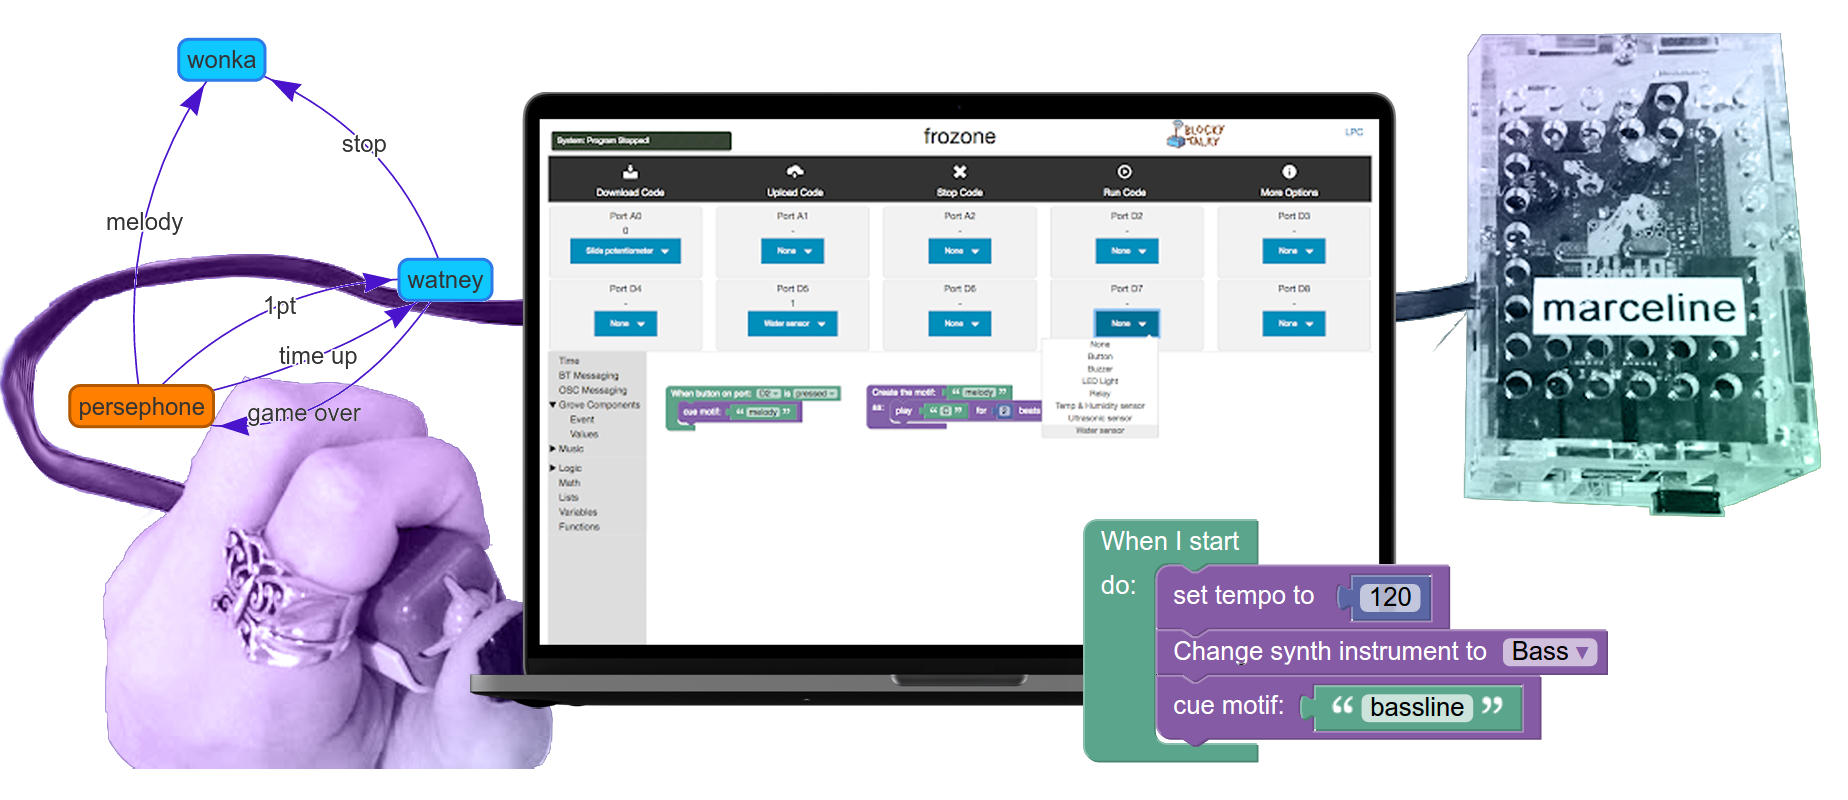 wonka
stop
melody
watney
1pt
time up
persephone
game over
System: Program Stopped!
frozone
BLOCKY TALKY
LPC
Download Code
Upload Code
Stop Code
Run Code
More Options
Port A0
0
Slide potentiometer
Port A1
-
None
Port A2
-
None
Port D2
-
None
Port D3
-
None
Port D4
-
None
Port D5
1
Water sensor
Port D6
-
None
Port D7
-
None
Port D8
-
None
None
Button
Buzzer
LED Light
Relay
Temp & Humidity sensor
Ultrasonic sensor
Water sensor
Time
BT Messaging
OSC Messaging
Grove Components
Event
Values
Music
Logic
Math
Lists
Variables
Functions
When button on port: D2 is pressed
cue motif: “ melody ”
Create the motif: “ melody ”
as: play “ ” for 2 beats
marceline
When I start
do:
set tempo to 120
Change synth instrument to Bass
cue motif: “ bassline ”